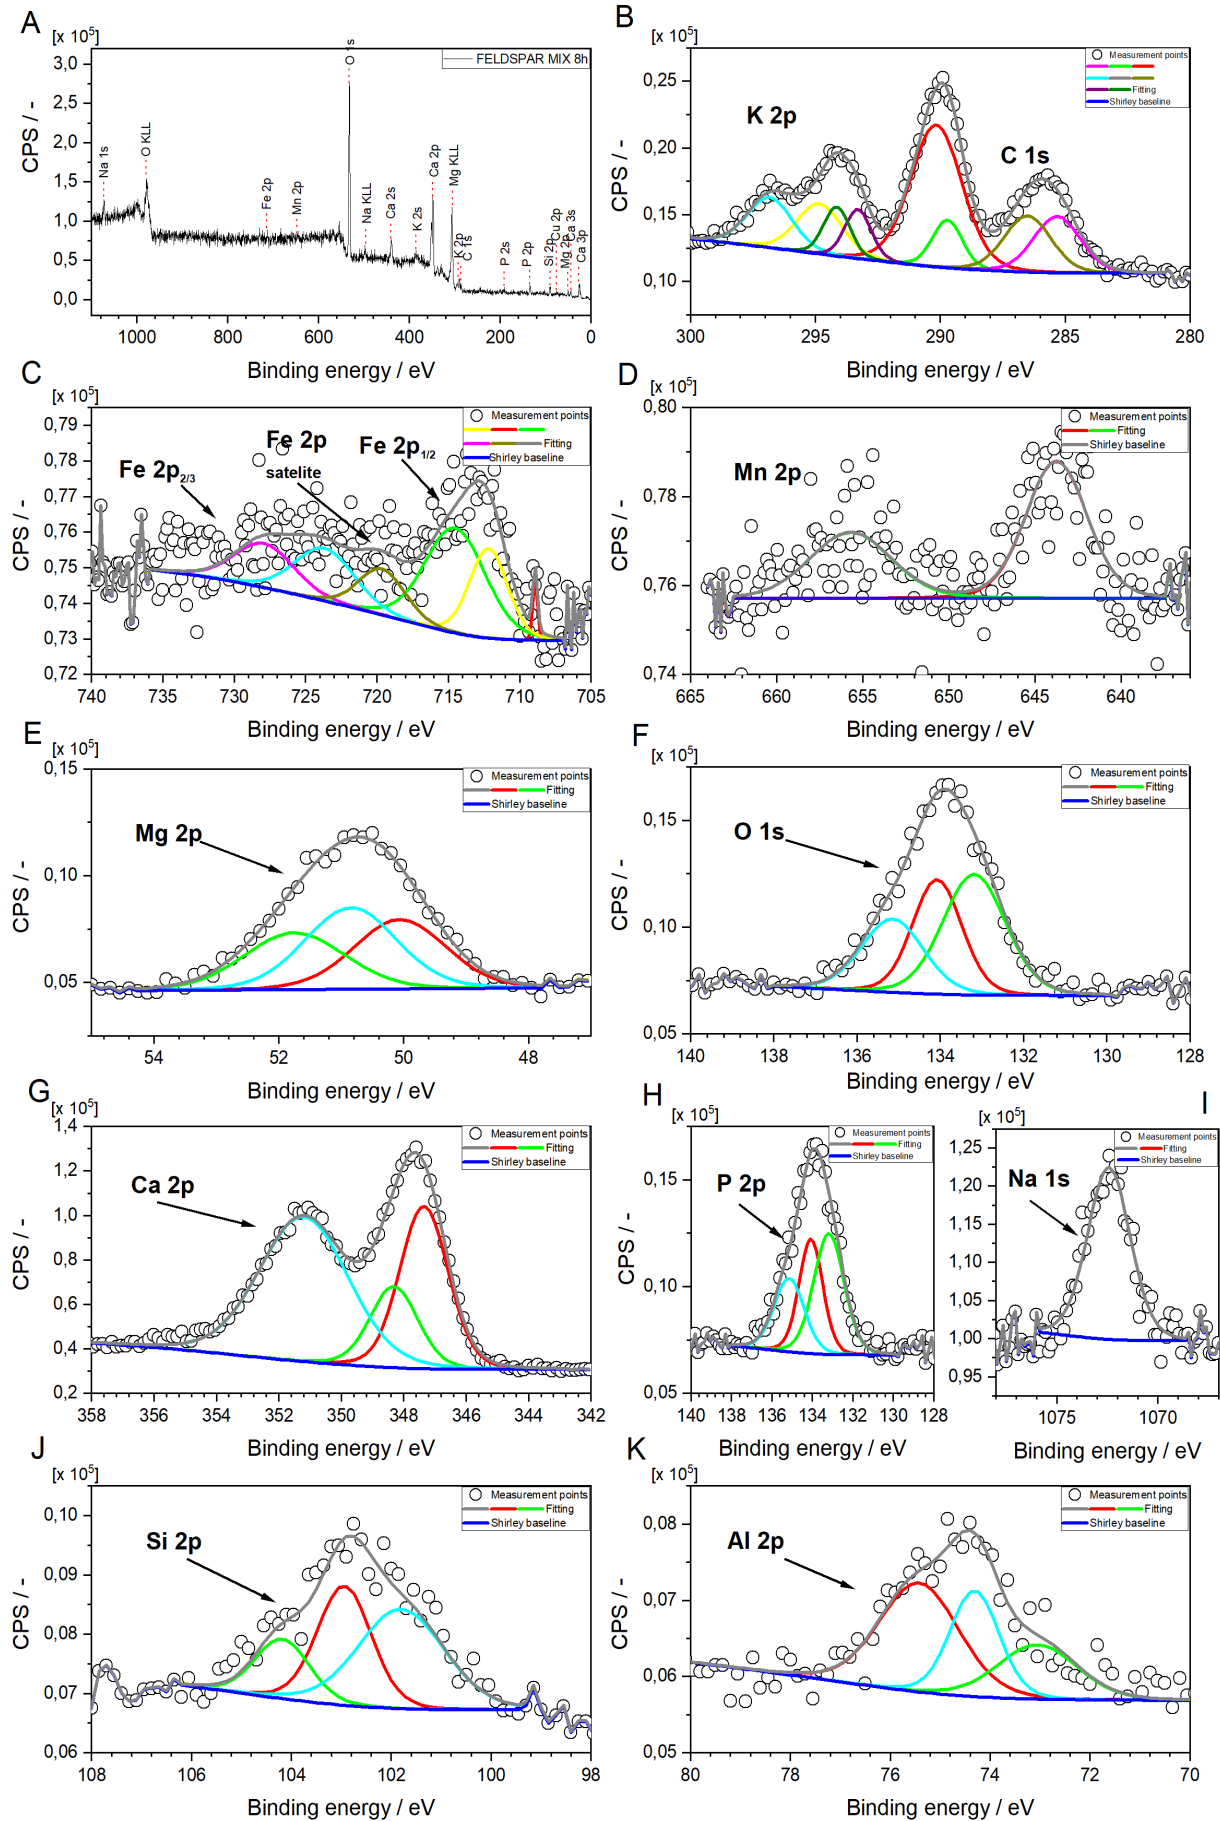 A
[x 10⁵]
FELDSPAR MIX 8h
CPS / -
3,0
2,5
2,0
1,5
1,0
0,5
0,0
Na 1s
O KLL
Fe 2p
Mn 2p
O 1s
Na KLL
Ca 2s
K 2s
Ca 2p
Mg KLL
K 2p
C 1s
P 2s
P 2p
Si 2p
Cu 2p
Mg 2p
Ca 3s
Ca 3p
1000 800 600 400 200 0
Binding energy / eV
B
[x 10⁵]
Measurement points
Fitting
Shirley baseline
K 2p
C 1s
CPS / -
0,25
0,20
0,15
0,10
300 295 290 285 280
Binding energy / eV
C
[x 10⁵]
Measurement points
Fitting
Shirley baseline
Fe 2p2/3
Fe 2p
satelite
Fe 2p1/2
CPS / -
0,79
0,78
0,77
0,76
0,75
0,74
0,73
0,72
740 735 730 725 720 715 710 705
Binding energy / eV
D
[x 10⁵]
Measurement points
Fitting
Shirley baseline
Mn 2p
CPS / -
0,80
0,78
0,76
0,74
665 660 655 650 645 640
Binding energy / eV
E
[x 10⁵]
Measurement points
Fitting
Shirley baseline
Mg 2p
CPS / -
0,15
0,10
0,05
54 52 50 48
Binding energy / eV
F
[x 10⁵]
Measurement points
Fitting
Shirley baseline
O 1s
CPS / -
0,15
0,10
0,05
140 138 136 134 132 130 128
Binding energy / eV
G
[x 10⁵]
Measurement points
Fitting
Shirley baseline
Ca 2p
CPS / -
1,4
1,2
1,0
0,8
0,6
0,4
0,2
358 356 354 352 350 348 346 344 342
Binding energy / eV
H
[x 10⁵]
Measurement points
Fitting
Shirley baseline
P 2p
CPS / -
0,15
0,10
0,05
140 138 136 134 132 130 128
Binding energy / eV
I
[x 10⁵]
Measurement points
Fitting
Shirley baseline
Na 1s
1,25
1,20
1,15
1,10
1,05
1,00
0,95
1075 1070
Binding energy / eV
J
[x 10⁵]
Measurement points
Fitting
Shirley baseline
Si 2p
CPS / -
0,10
0,09
0,08
0,07
0,06
108 106 104 102 100 98
Binding energy / eV
K
[x 10⁵]
Measurement points
Fitting
Shirley baseline
Al 2p
CPS / -
0,08
0,07
0,06
0,05
80 78 76 74 72 70
Binding energy / eV